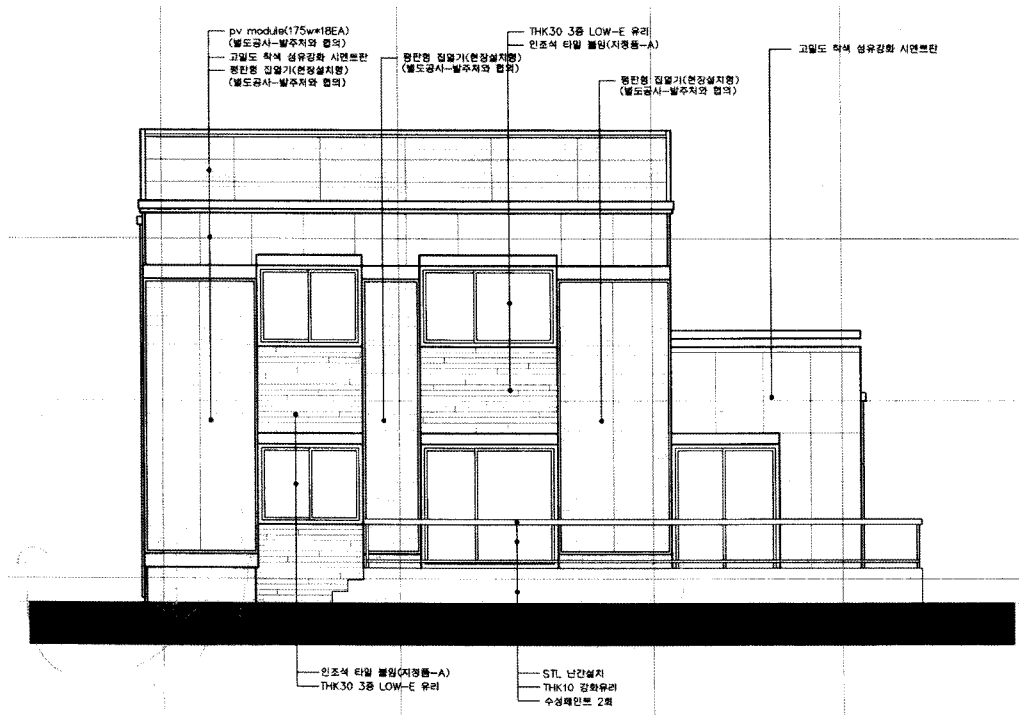 pv module(175w*18EA)
(별도공사-발주처와 협의)
고밀도 착색 섬유강화 시멘트판
평판형 집열기(현장설치형)
(별도공사-발주처와 협의)
평판형 집열기(현장설치형)
(별도공사-발주처와 협의)
THK30 3중 LOW-E 유리
인조석 타일 붙임(지정품-A)
평판형 집열기(현장설치형)
(별도공사-발주처와 협의)
고밀도 착색 섬유강화 시멘트판
인조석 타일 붙임(지정품-A)
THK30 3중 LOW-E 유리
STL 난간설치
THK10 강화유리
수성페인트 2회